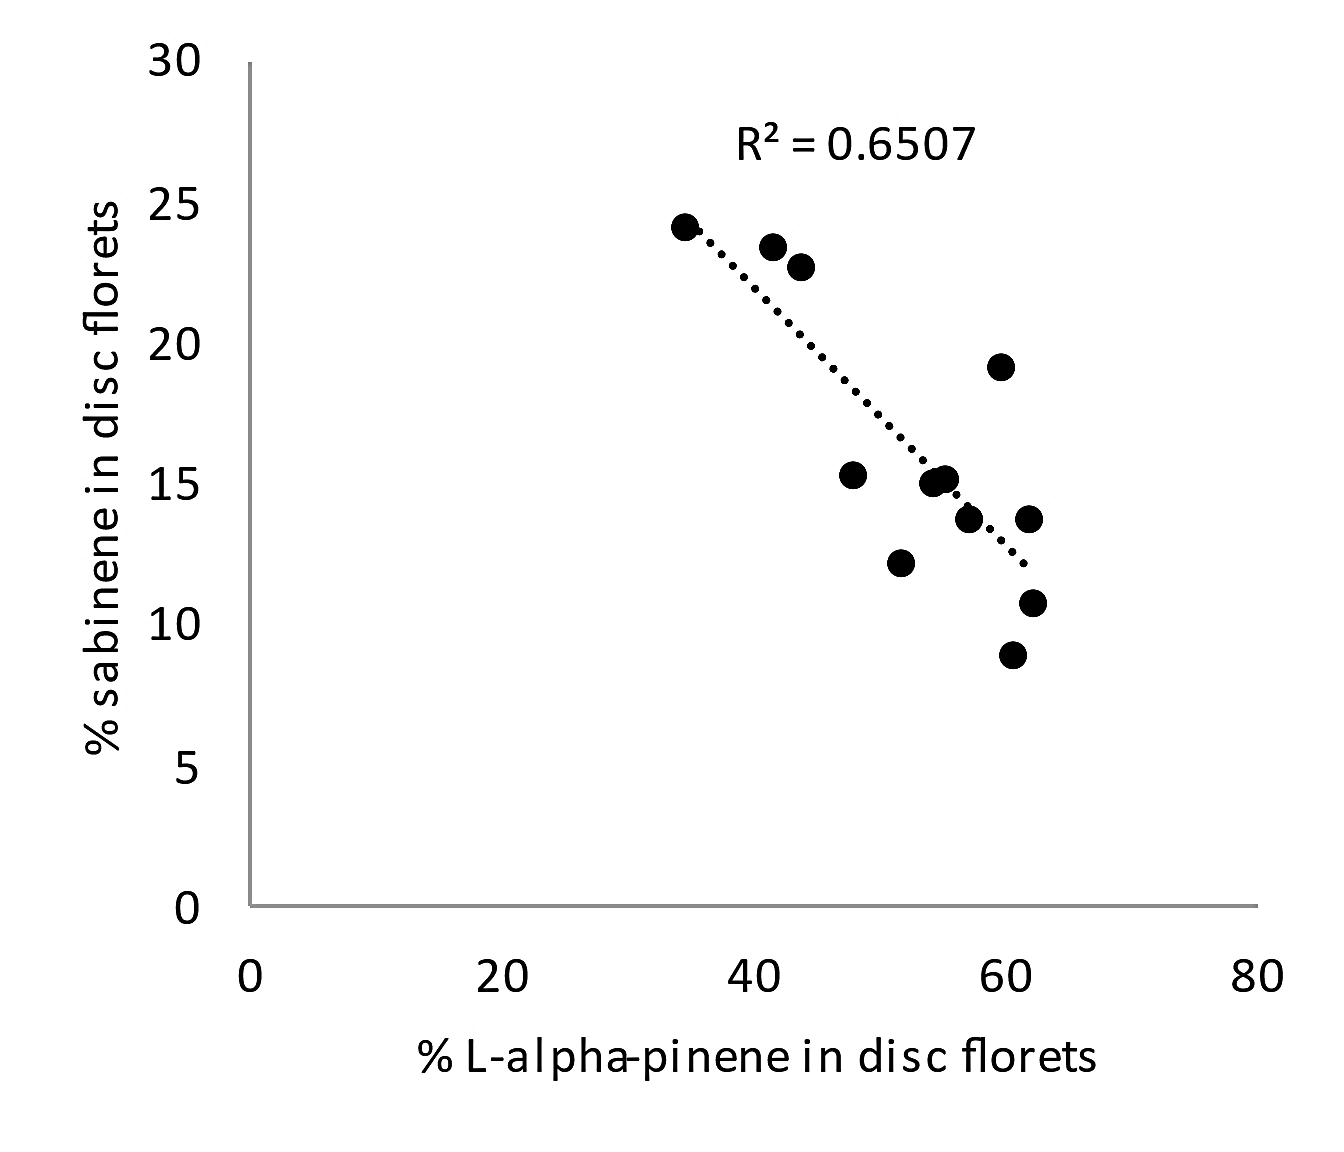 30
R² = 0.6507
25
20
15
10
5
0
% sabinene in disc florets
0 20 40 60 80
% L-alpha-pinene in disc florets